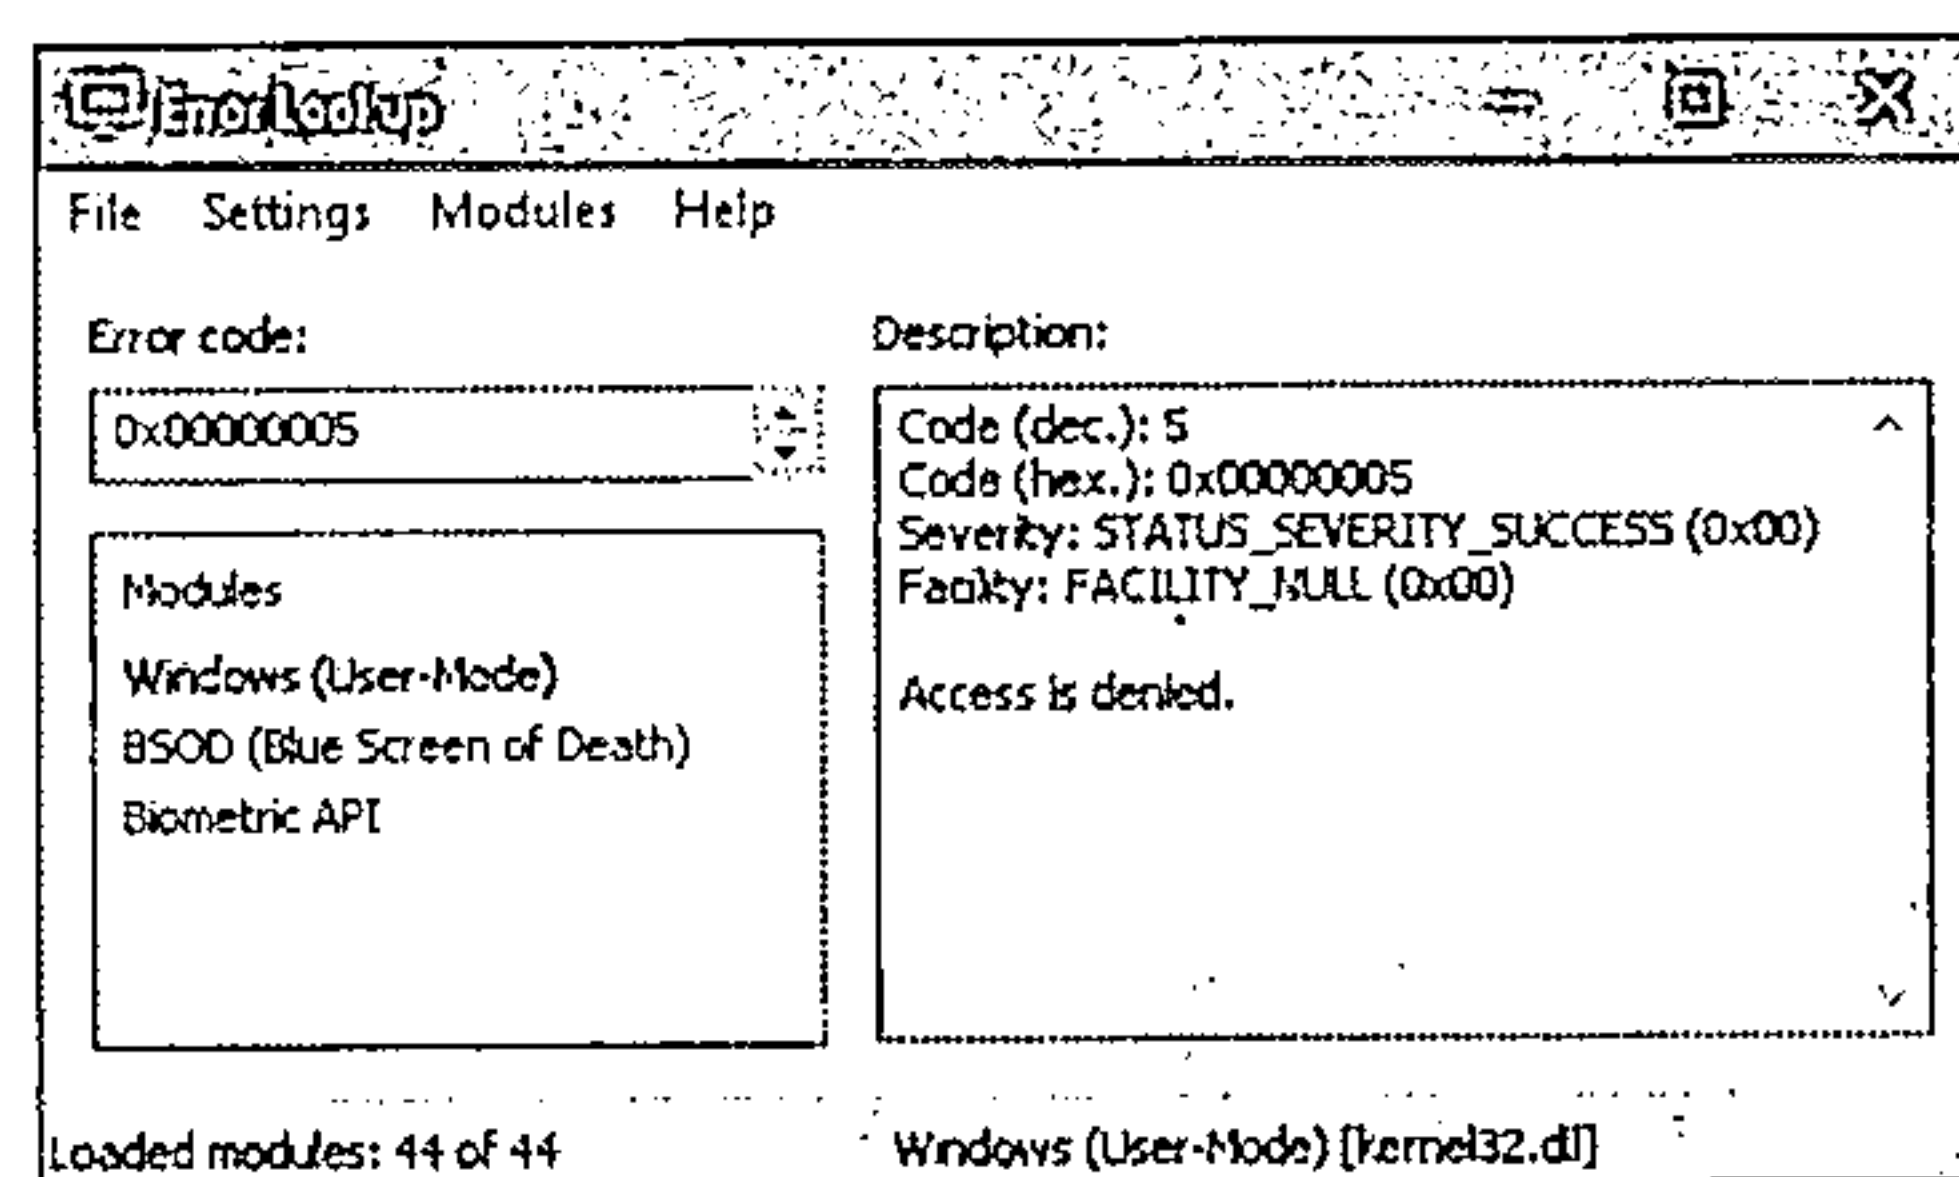 Error Lookup
File Settings Modules Help
Error code:
0x00000005
Modules
Windows (User-Mode)
BSOD (Blue Screen of Death)
Biometric API
Description:
Code (dec.): 5
Code (hex.): 0x00000005
Severity: STATUS_SEVERITY_SUCCESS (0x00)
Facility: FACILITY_NULL (0x00)
Access is denied.
Loaded modules: 44 of 44
Windows (User-Mode) [kernel32.dll]